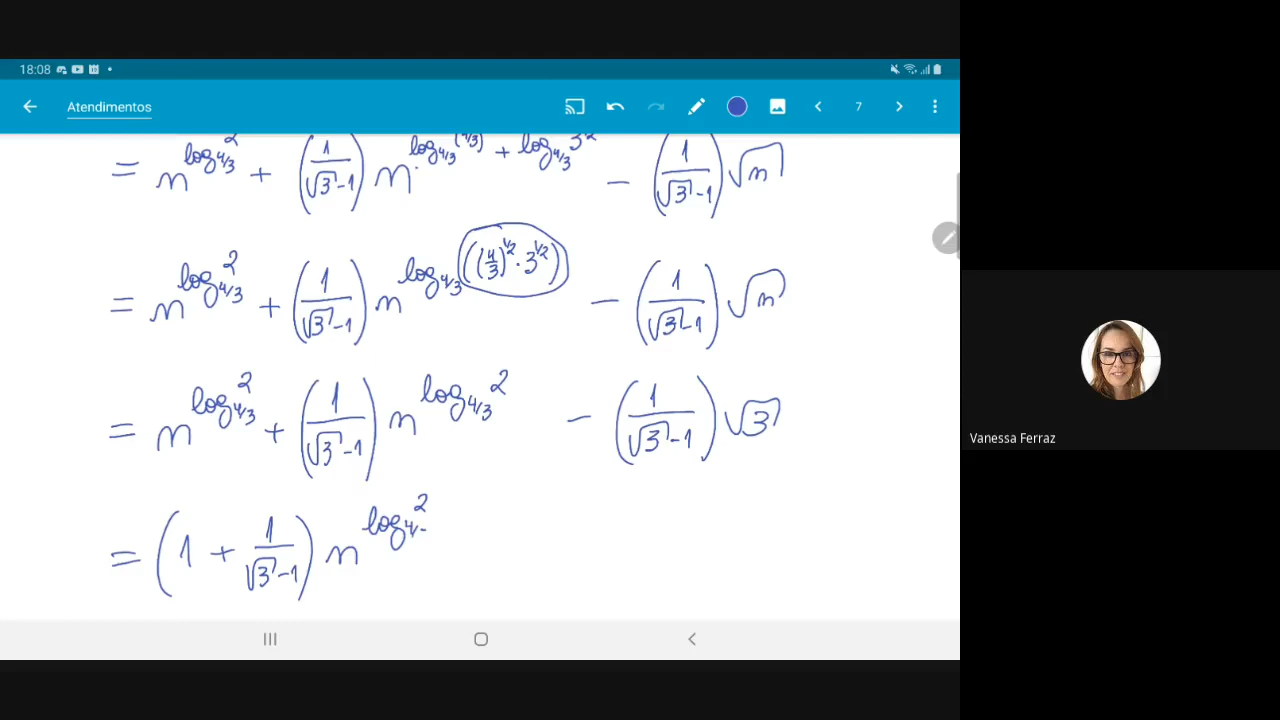 18:08
Atendimentos
7
= n^{log_{4/3} 2} + (1/(√3-1)) n^{log_{4/3} (4/3) + log_{4/3} 3^2} - (1/(√3-1)) √n
= n^{log_{4/3} 2} + (1/(√3-1)) n^{log_{4/3} ((4/3)^{1/2} · 3^{1/2})} - (1/(√3-1)) √n
= n^{log_{4/3} 2} + (1/(√3-1)) n^{log_{4/3} 2} - (1/(√3-1)) √3
= (1 + 1/(√3-1)) n^{log_{4/} 2}
Vanessa Ferraz